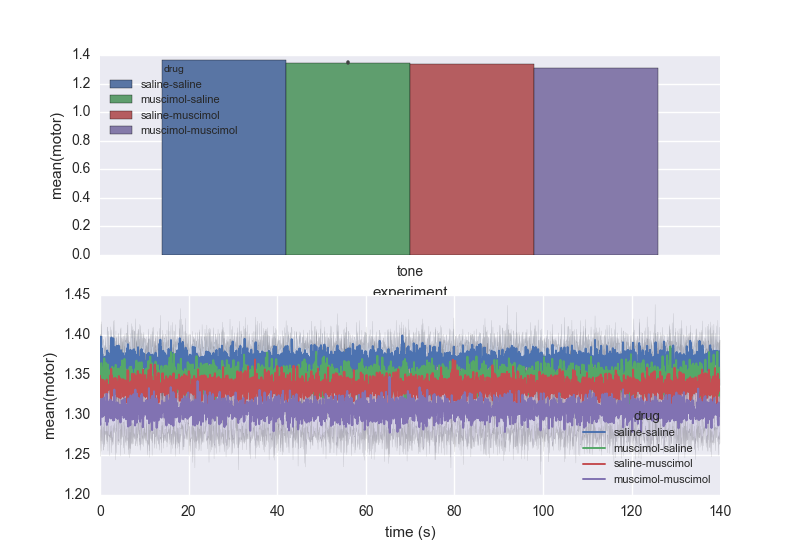 1.4
1.2
1.0
0.8
0.6
0.4
0.2
0.0
mean(motor)
drug
saline-saline
muscimol-saline
saline-muscimol
muscimol-muscimol
tone
experiment
1.45
1.40
1.35
1.30
1.25
1.20
mean(motor)
drug
saline-saline
muscimol-saline
saline-muscimol
muscimol-muscimol
0 20 40 60 80 100 120 140
time (s)